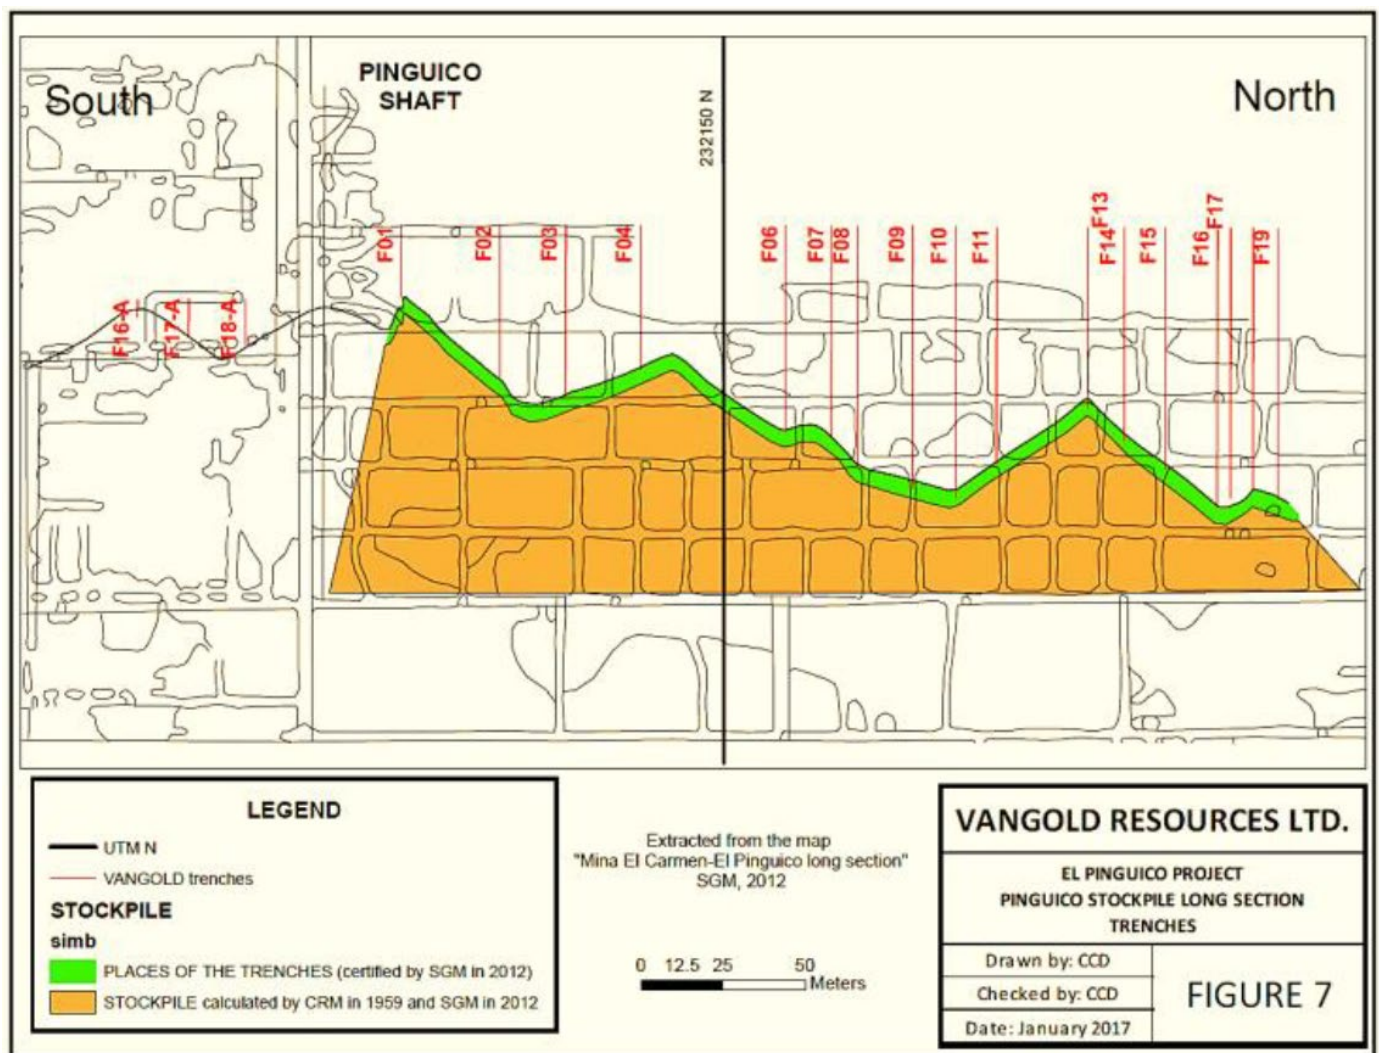 South
PINGUICO
SHAFT
232150 N
North
F16-A
F17-A
F18-A
F01
F02
F03
F04
F06
F07
F08
F09
F10
F11
F13
F14
F15
F16
F17
F19
LEGEND
UTM N
VANGOLD trenches
STOCKPILE
simb
PLACES OF THE TRENCHES (certified by SGM in 2012)
STOCKPILE calculated by CRM in 1959 and SGM in 2012
Extracted from the map
"Mina El Carmen-El Pinguico long section"
SGM, 2012
0 12.5 25 50
Meters
VANGOLD RESOURCES LTD.
EL PINGUICO PROJECT
PINGUICO STOCKPILE LONG SECTION
TRENCHES
Drawn by: CCD
Checked by: CCD
Date: January 2017
FIGURE 7